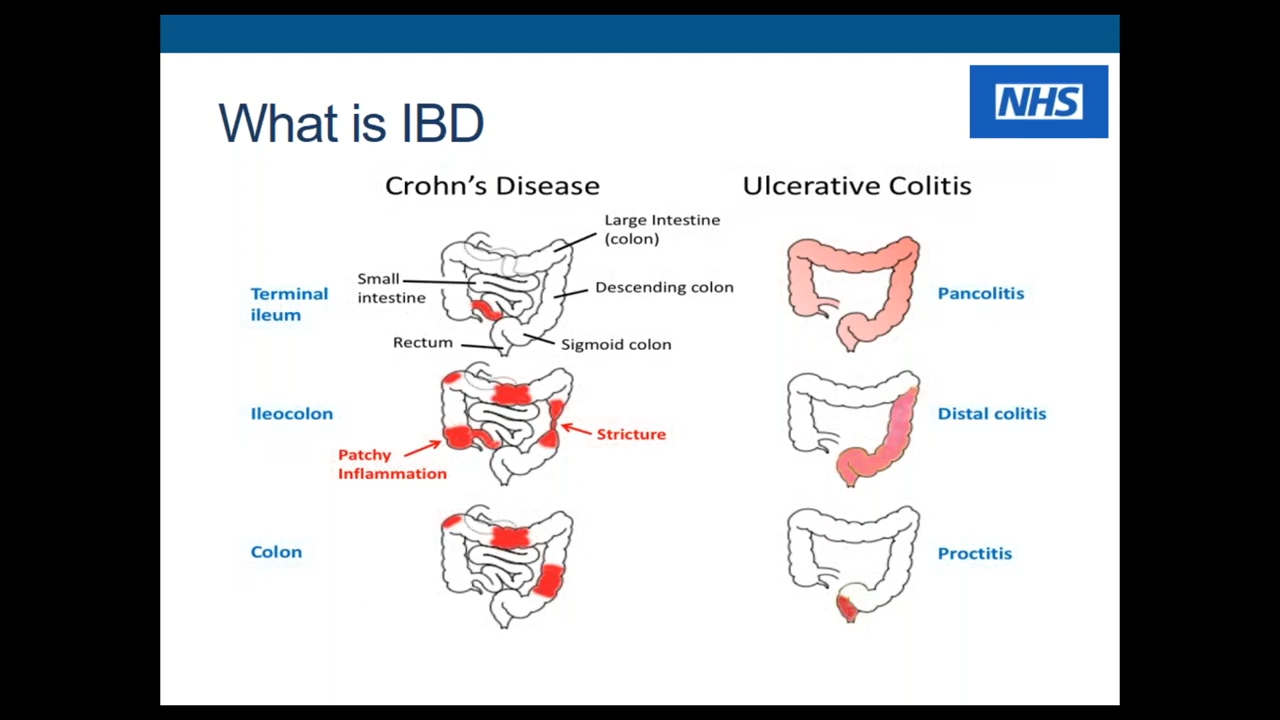 What is IBD
NHS
Crohn's Disease
Ulcerative Colitis
Large Intestine
(colon)
Small
intestine
Descending colon
Terminal
ileum
Pancolitis
Rectum
Sigmoid colon
Ileocolon
Distal colitis
Stricture
Patchy
Inflammation
Colon
Proctitis